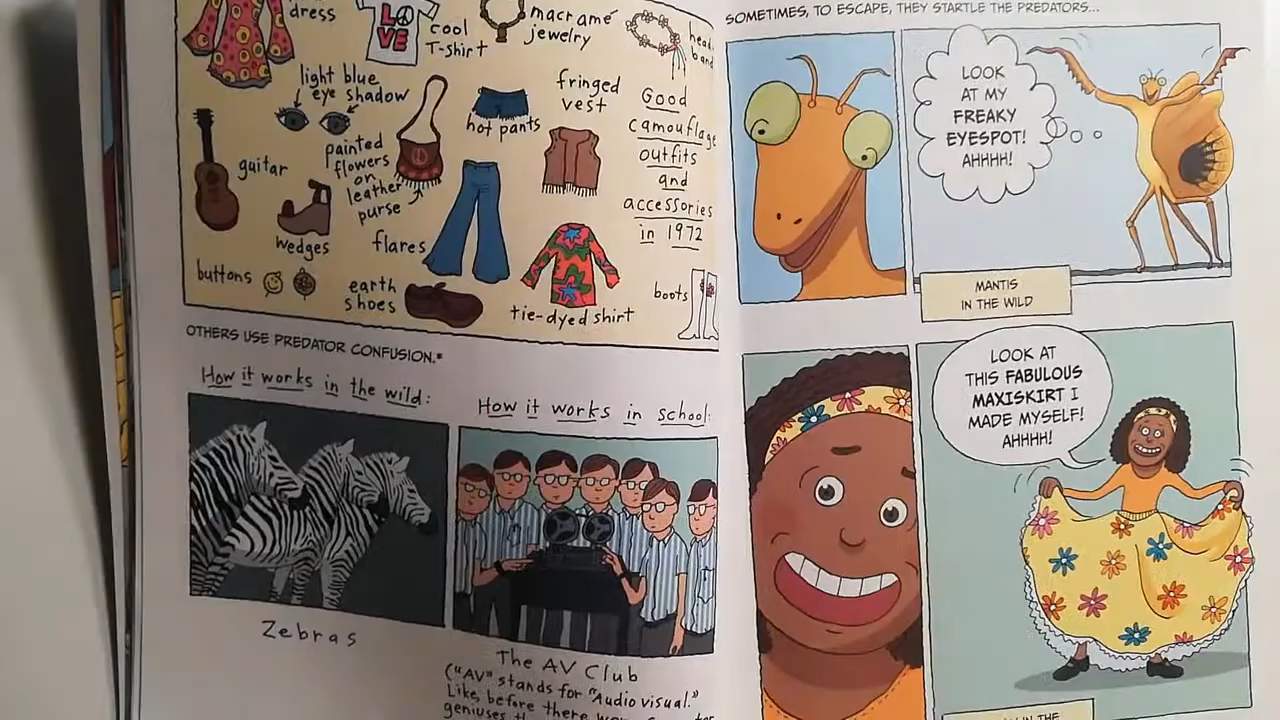 dress
cool
T-shirt
LOVE
macramé
jewelry
head
band
light blue
eye shadow
hot pants
fringed
vest
Good
camouflage
outfits
and
accessories
in 1972
guitar
painted
flowers
on
leather
purse
wedges
flares
buttons
earth
shoes
tie-dyed shirt
boots
OTHERS USE PREDATOR CONFUSION.*
How it works in the wild:
Zebras
How it works in school:
The AV Club
("AV" stands for "Audio visual."
Like, before there were
geniuses
SOMETIMES, TO ESCAPE, THEY STARTLE THE PREDATORS...
LOOK
AT MY
FREAKY
EYESPOT!
AHHHH!
MANTIS
IN THE WILD
LOOK AT
THIS FABULOUS
MAXISKIRT I
MADE MYSELF!
AHHHH!
IN THE